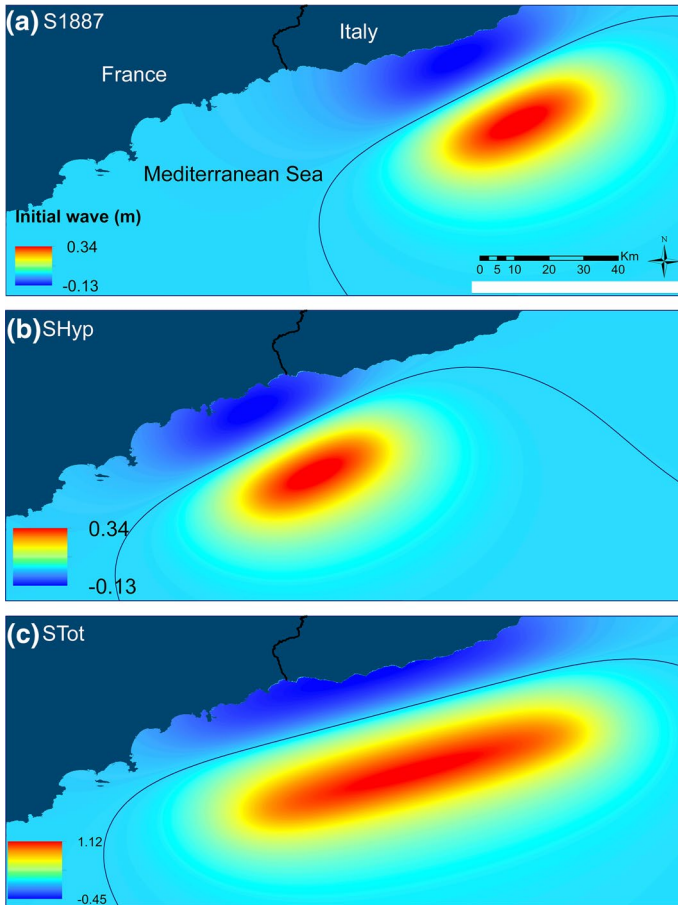 (a) S1887
Italy
France
Mediterranean Sea
Initial wave (m)
0.34
-0.13
Km
0 5 10 20 30 40
N
(b) SHyp
0.34
-0.13
(c) STot
1.12
-0.45